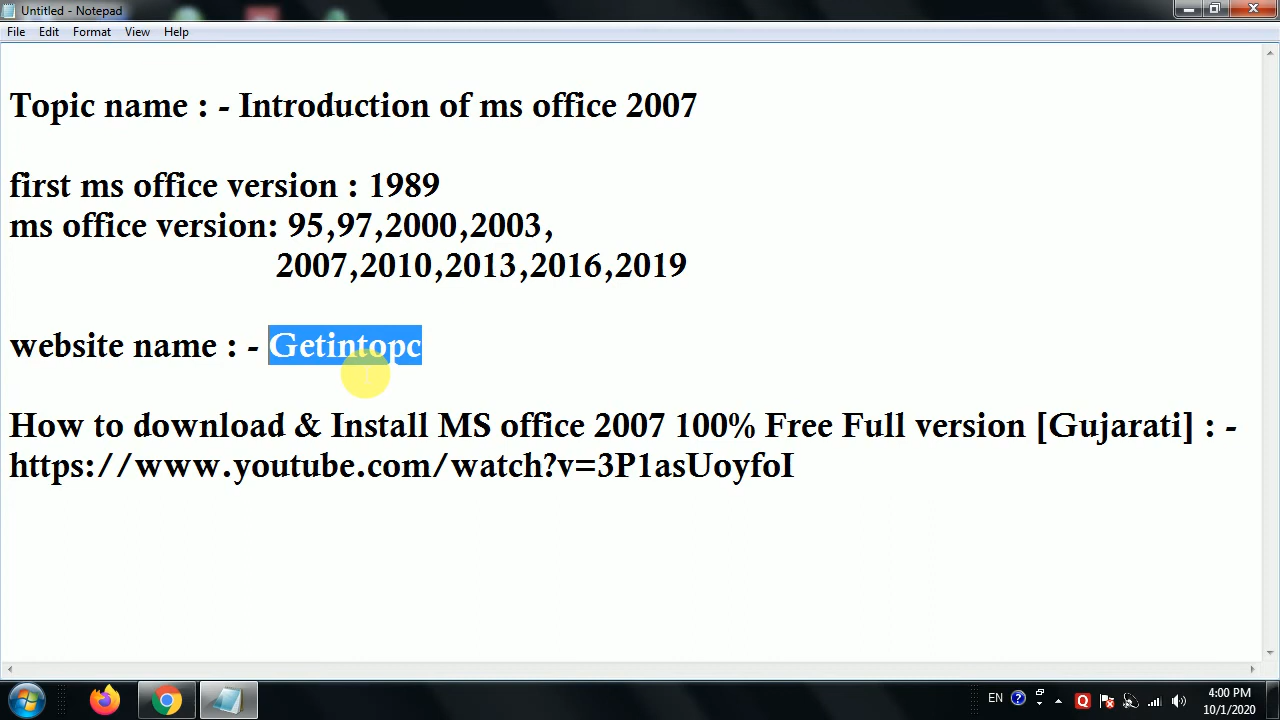 Untitled - Notepad
File Edit Format View Help
Topic name : - Introduction of ms office 2007
first ms office version : 1989
ms office version: 95,97,2000,2003,
2007,2010,2013,2016,2019
website name : - Getintopc
How to download & Install MS office 2007 100% Free Full version [Gujarati] : -
https://www.youtube.com/watch?v=3P1asUoyfoI
EN
4:00 PM
10/1/2020